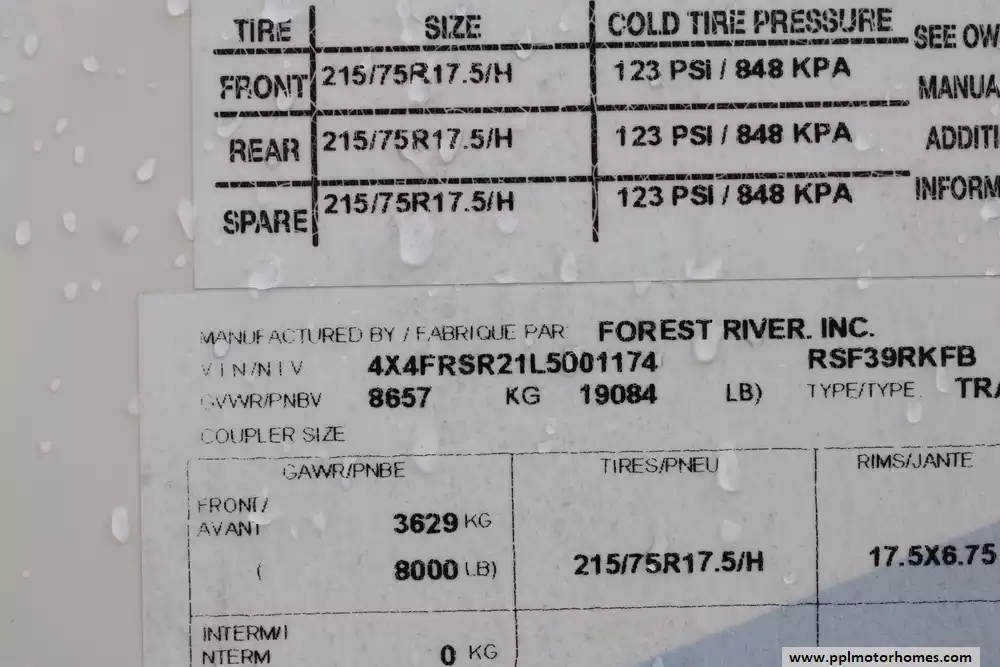 TIRE SIZE COLD TIRE PRESSURE SEE OW
FRONT 215/75R17.5/H 123 PSI / 848 KPA MANUA
REAR 215/75R17.5/H 123 PSI / 848 KPA ADDITI
SPARE 215/75R17.5/H 123 PSI / 848 KPA INFORM
MANUFACTURED BY / FABRIQUE PAR: FOREST RIVER. INC.
VIN/NIV 4X4FRSR21L5001174 RSF39RKFB
GVWR/PNBV 8657 KG 19084 LB) TYPE/TYPE. TRA
COUPLER SIZE
GAWR/PNBE TIRES/PNEU RIMS/JANTE
FRONT/
AVANT 3629 KG
( 8000 LB) 215/75R17.5/H 17.5X6.75
INTERM/I
NTERM 0 KG
www.pplmotorhomes.com